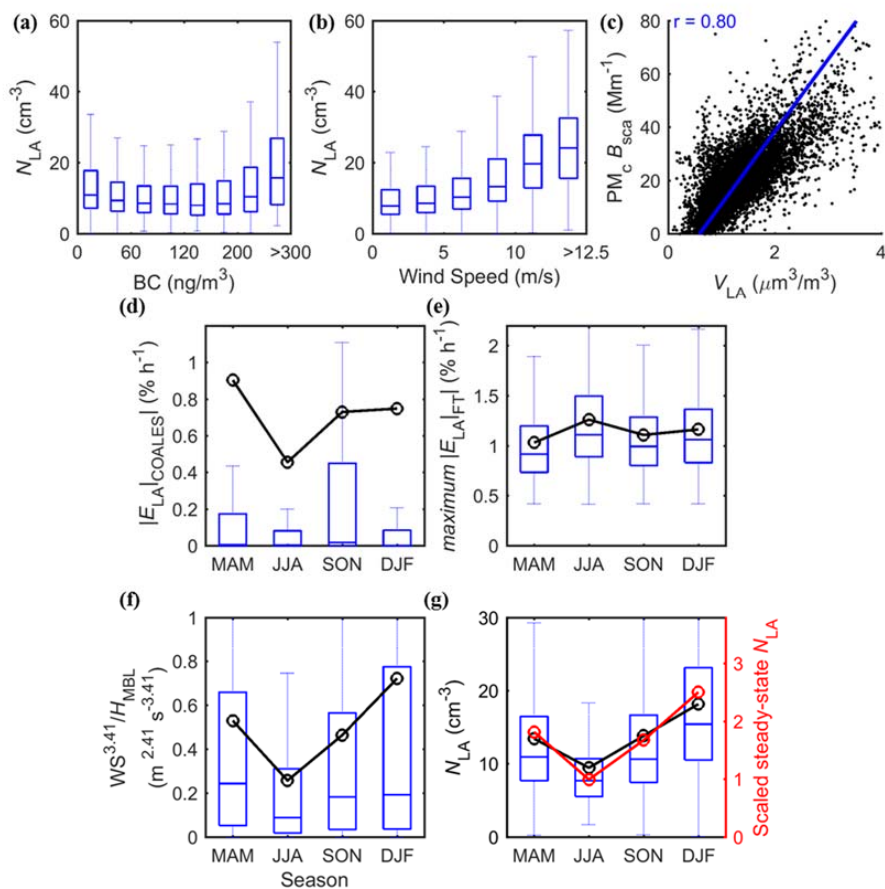 (a)
60
40
20
0
N_LA (cm⁻³)
0 60 120 200 >300
BC (ng/m³)
(b)
60
40
20
0
N_LA (cm⁻³)
0 5 10 >12.5
Wind Speed (m/s)
(c)
r = 0.80
80
60
40
20
0
PM_c B_sca (Mm⁻¹)
0 2 4
V_LA (μm³/m³)
(d)
1
0.8
0.6
0.4
0.2
0
|E_LA|_COALES| (% h⁻¹)
MAM JJA SON DJF
(e)
2
1.5
1
0.5
0
maximum |E_LA|_FT| (% h⁻¹)
MAM JJA SON DJF
(f)
1
0.8
0.6
0.4
0.2
0
WS³·⁴¹/H_MBL
(m ²·⁴¹ s⁻³·⁴¹)
MAM JJA SON DJF
Season
(g)
30
20
10
0
N_LA (cm⁻³)
MAM JJA SON DJF
3
2
1
0
Scaled steady-state N_LA